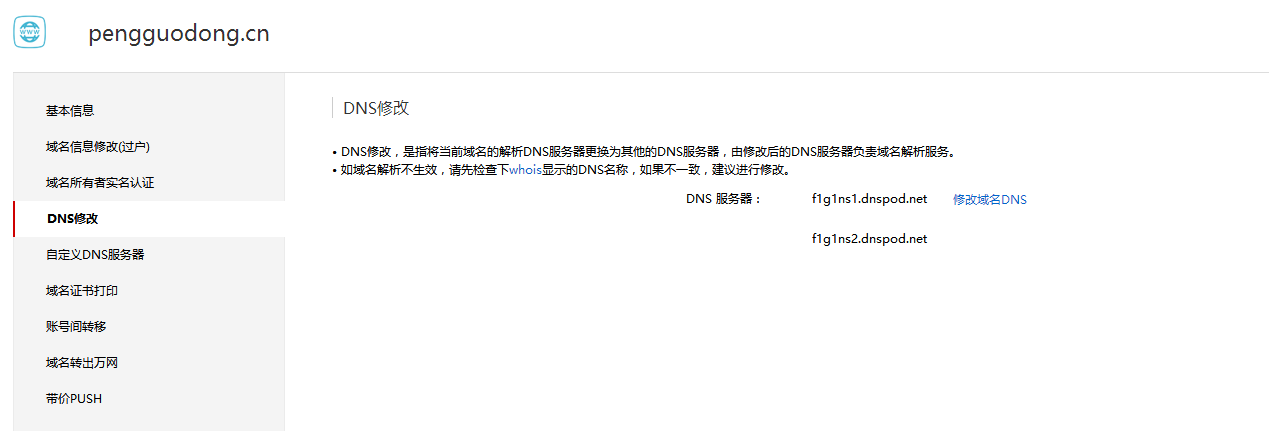 www
pengguodong.cn
基本信息
域名信息修改(过户)
域名所有者实名认证
DNS修改
自定义DNS服务器
域名证书打印
账号间转移
域名转出万网
带价PUSH
DNS修改
• DNS修改，是指将当前域名的解析DNS服务器更换为其他的DNS服务器，由修改后的DNS服务器负责域名解析服务。
• 如域名解析不生效，请先检查下whois显示的DNS名称，如果不一致，建议进行修改。
DNS 服务器： f1g1ns1.dnspod.net 修改域名DNS
f1g1ns2.dnspod.net